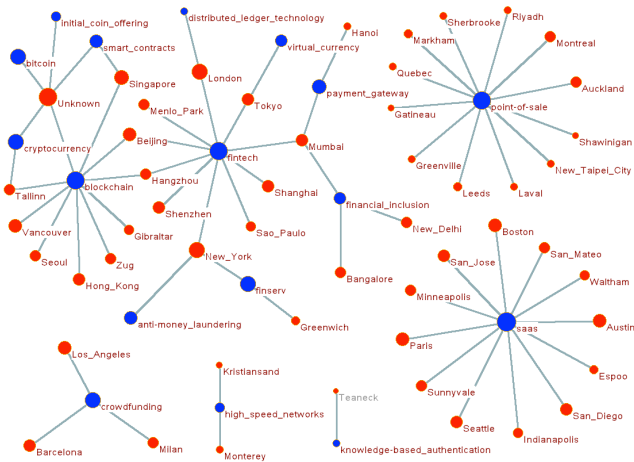 initial_coin_offering
distributed_ledger_technology
Hanoi
Sherbrooke
Riyadh
smart_contracts
virtual_currency
Markham
Montreal
bitcoin
Singapore
London
payment_gateway
Quebec
Auckland
Unknown
Menlo_Park
Tokyo
Gatineau
point-of-sale
cryptocurrency
Beijing
fintech
Mumbai
Shawinigan
Tallinn
blockchain
Hangzhou
Shanghai
Greenville
New_Taipei_City
Shenzhen
financial_inclusion
Leeds
Laval
Vancouver
Gibraltar
Sao_Paulo
New_Delhi
Boston
Seoul
Zug
New_York
San_Jose
San_Mateo
Hong_Kong
finserv
Bangalore
Minneapolis
Waltham
anti-money_laundering
Greenwich
saas
Austin
Los_Angeles
Paris
Kristiansand
Teaneck
Sunnyvale
Espoo
crowdfunding
high_speed_networks
Seattle
San_Diego
Barcelona
Milan
Monterey
knowledge-based_authentication
Indianapolis